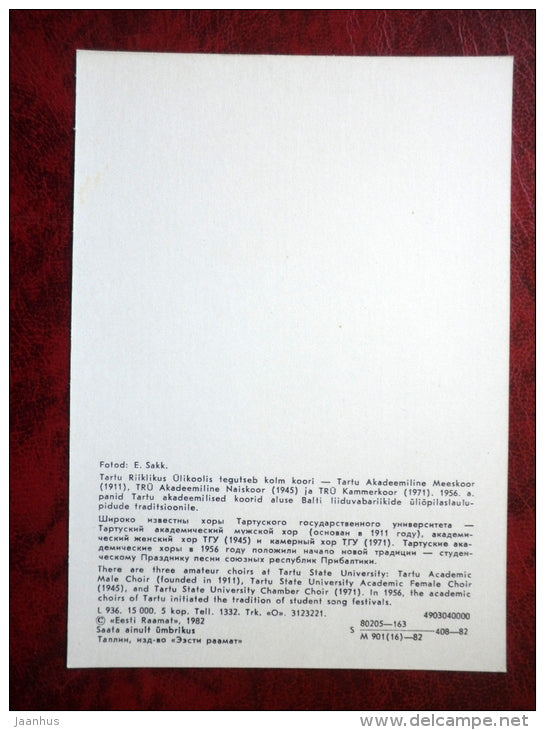 Fotod: E. Sakk.
Tartu Riiklikus Ülikoolis tegutseb kolm koori — Tartu Akadeemiline Meeskoor
(1911), TRÜ Akadeemiline Naiskoor (1945) ja TRÜ Kammerkoor (1971). 1956. a.
panid Tartu akadeemilised koorid aluse Balti liiduvabariikide üliõpilaslaulu-
pidude traditsioonile.
Широко известны хоры Тартуского государственного университета —
Тартуский академический мужской хор (основан в 1911 году), академи-
ческий женский хор ТГУ (1945) и камерный хор ТГУ (1971). Тартуские ака-
демические хоры в 1956 году положили начало новой традиции — студен-
ческому Празднику песни союзных республик Прибалтики.
There are three amateur choirs at Tartu State University: Tartu Academic
Male Choir (founded in 1911), Tartu State University Academic Female Choir
(1945), and Tartu State University Chamber Choir (1971). In 1956, the academic
choirs of Tartu initiated the tradition of student song festivals.
L 936. 15 000. 5 kop. Tell. 1332. Trk. «O». 3123221.
© «Eesti Raamat», 1982
Saata ainult ümbrikus
Таллин, изд-во «Ээсти раамат»
4903040000
80205—163
S ———— 408—82
M 901(16)—82
jaanhus
www.delcampe.net